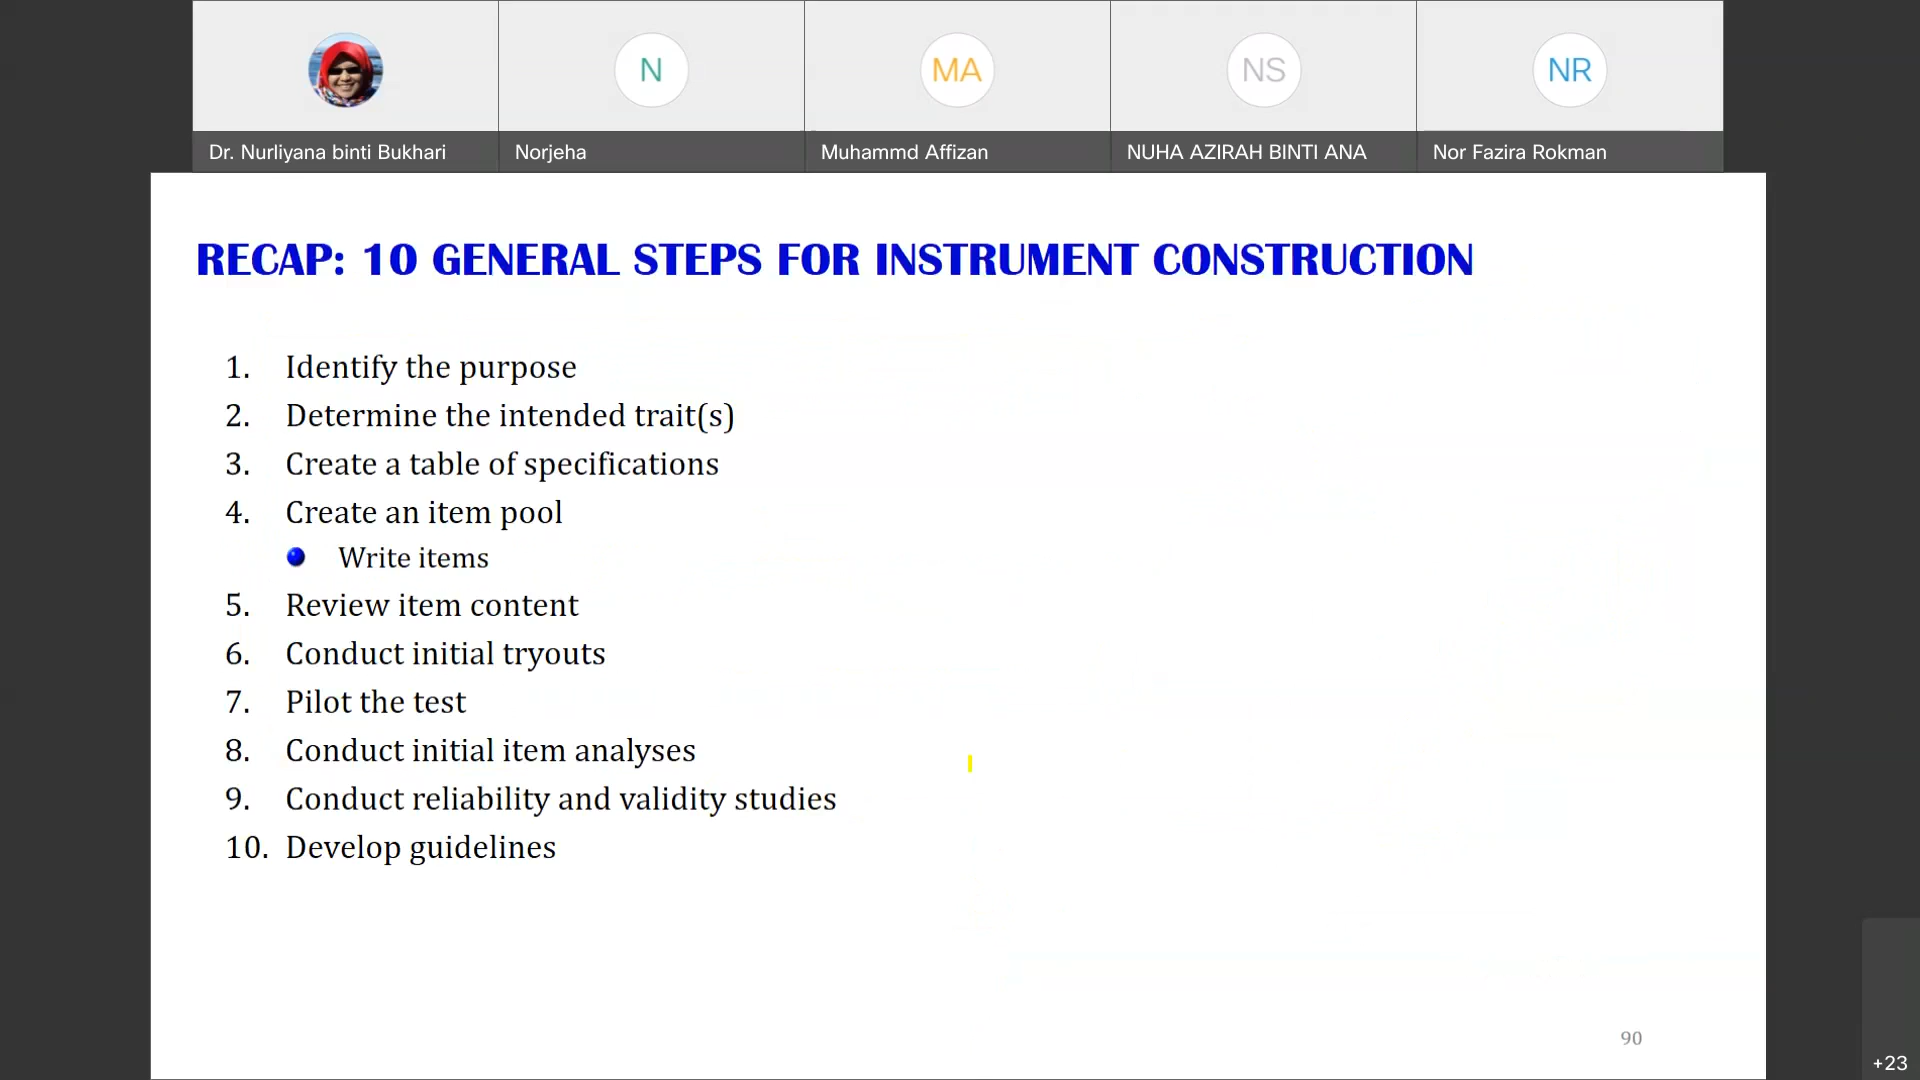 N
MA
NS
NR
Dr. Nurliyana binti Bukhari
Norjeha
Muhammd Affizan
NUHA AZIRAH BINTI ANA
Nor Fazira Rokman
RECAP: 10 GENERAL STEPS FOR INSTRUMENT CONSTRUCTION
1. Identify the purpose
2. Determine the intended trait(s)
3. Create a table of specifications
4. Create an item pool
Write items
5. Review item content
6. Conduct initial tryouts
7. Pilot the test
8. Conduct initial item analyses
9. Conduct reliability and validity studies
10. Develop guidelines
90
+23